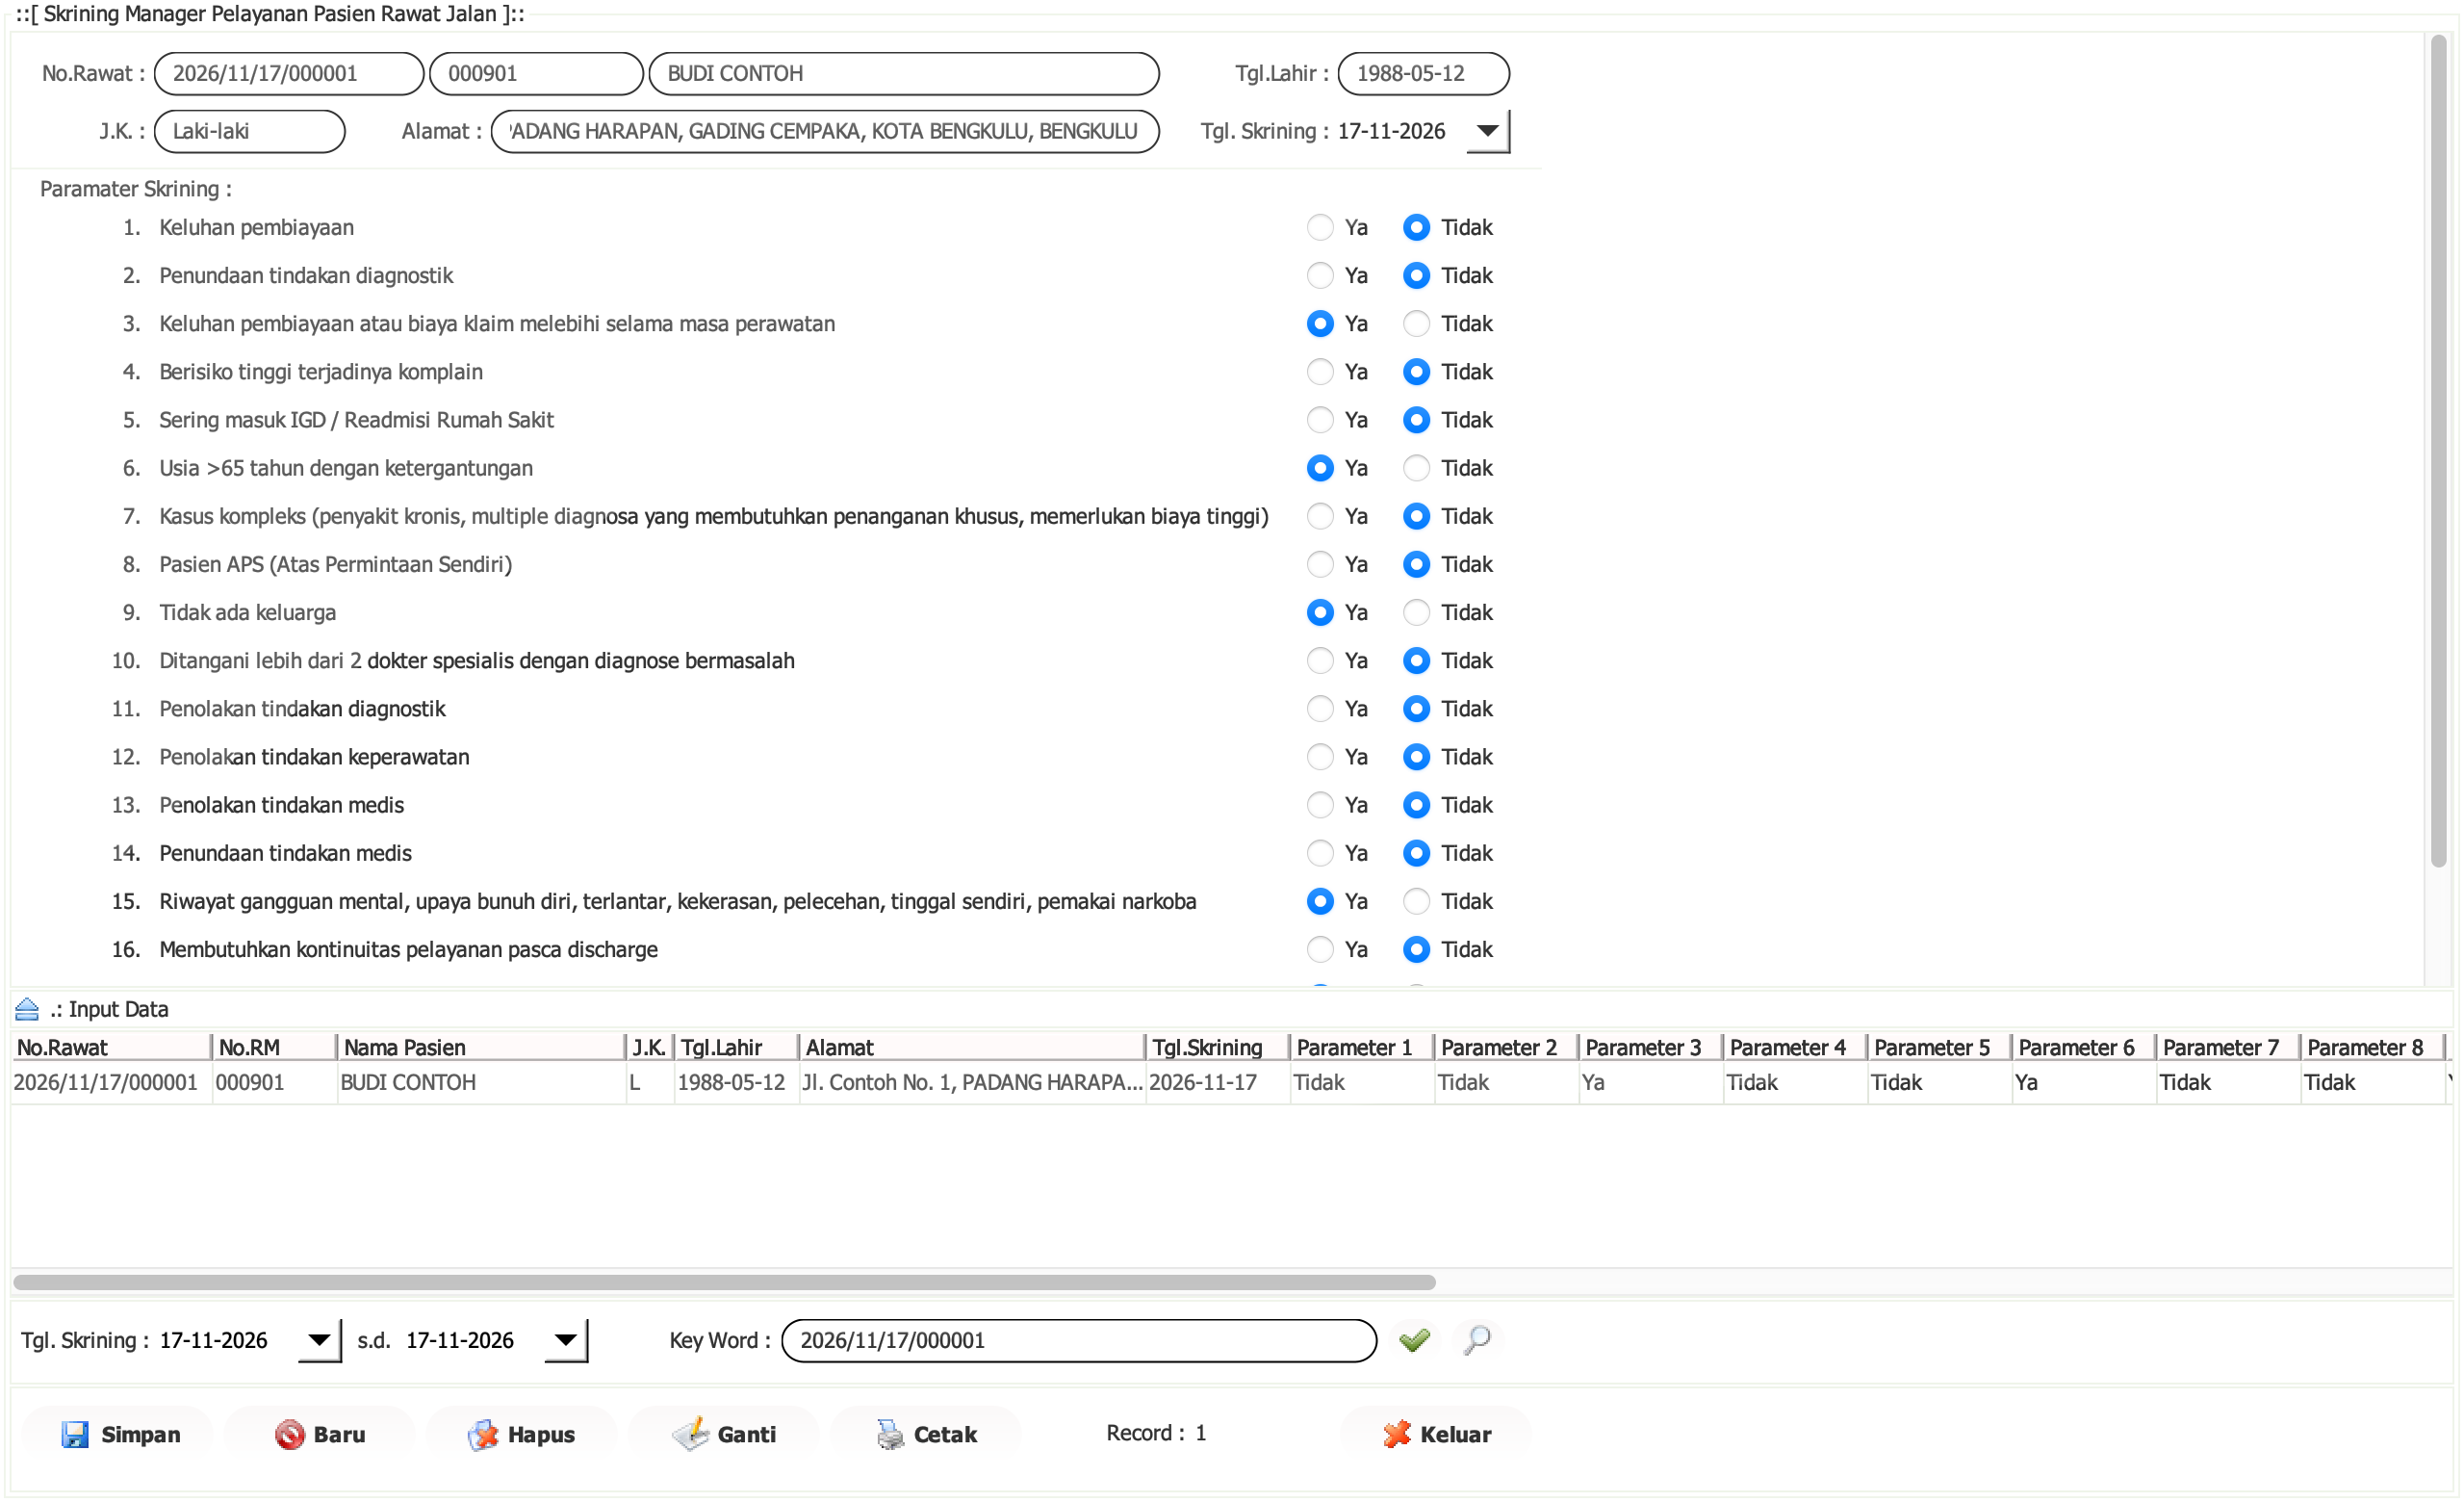 ::[ Skrining Manager Pelayanan Pasien Rawat Jalan ]::
No.Rawat : 2026/11/17/000001 000901 BUDI CONTOH Tgl.Lahir : 1988-05-12
J.K. : Laki-laki Alamat : PADANG HARAPAN, GADING CEMPAKA, KOTA BENGKULU, BENGKULU Tgl. Skrining : 17-11-2026
Paramater Skrining :
1. Keluhan pembiayaan Ya Tidak
2. Penundaan tindakan diagnostik Ya Tidak
3. Keluhan pembiayaan atau biaya klaim melebihi selama masa perawatan Ya Tidak
4. Berisiko tinggi terjadinya komplain Ya Tidak
5. Sering masuk IGD / Readmisi Rumah Sakit Ya Tidak
6. Usia >65 tahun dengan ketergantungan Ya Tidak
7. Kasus kompleks (penyakit kronis, multiple diagnosa yang membutuhkan penanganan khusus, memerlukan biaya tinggi) Ya Tidak
8. Pasien APS (Atas Permintaan Sendiri) Ya Tidak
9. Tidak ada keluarga Ya Tidak
10. Ditangani lebih dari 2 dokter spesialis dengan diagnose bermasalah Ya Tidak
11. Penolakan tindakan diagnostik Ya Tidak
12. Penolakan tindakan keperawatan Ya Tidak
13. Penolakan tindakan medis Ya Tidak
14. Penundaan tindakan medis Ya Tidak
15. Riwayat gangguan mental, upaya bunuh diri, terlantar, kekerasan, pelecehan, tinggal sendiri, pemakai narkoba Ya Tidak
16. Membutuhkan kontinuitas pelayanan pasca discharge Ya Tidak
.: Input Data
No.Rawat No.RM Nama Pasien J.K. Tgl.Lahir Alamat Tgl.Skrining Parameter 1 Parameter 2 Parameter 3 Parameter 4 Parameter 5 Parameter 6 Parameter 7 Parameter 8
2026/11/17/000001 000901 BUDI CONTOH L 1988-05-12 Jl. Contoh No. 1, PADANG HARAPA... 2026-11-17 Tidak Tidak Ya Tidak Tidak Ya Tidak Tidak
Tgl. Skrining : 17-11-2026 s.d. 17-11-2026 Key Word : 2026/11/17/000001
Simpan Baru Hapus Ganti Cetak Record : 1 Keluar